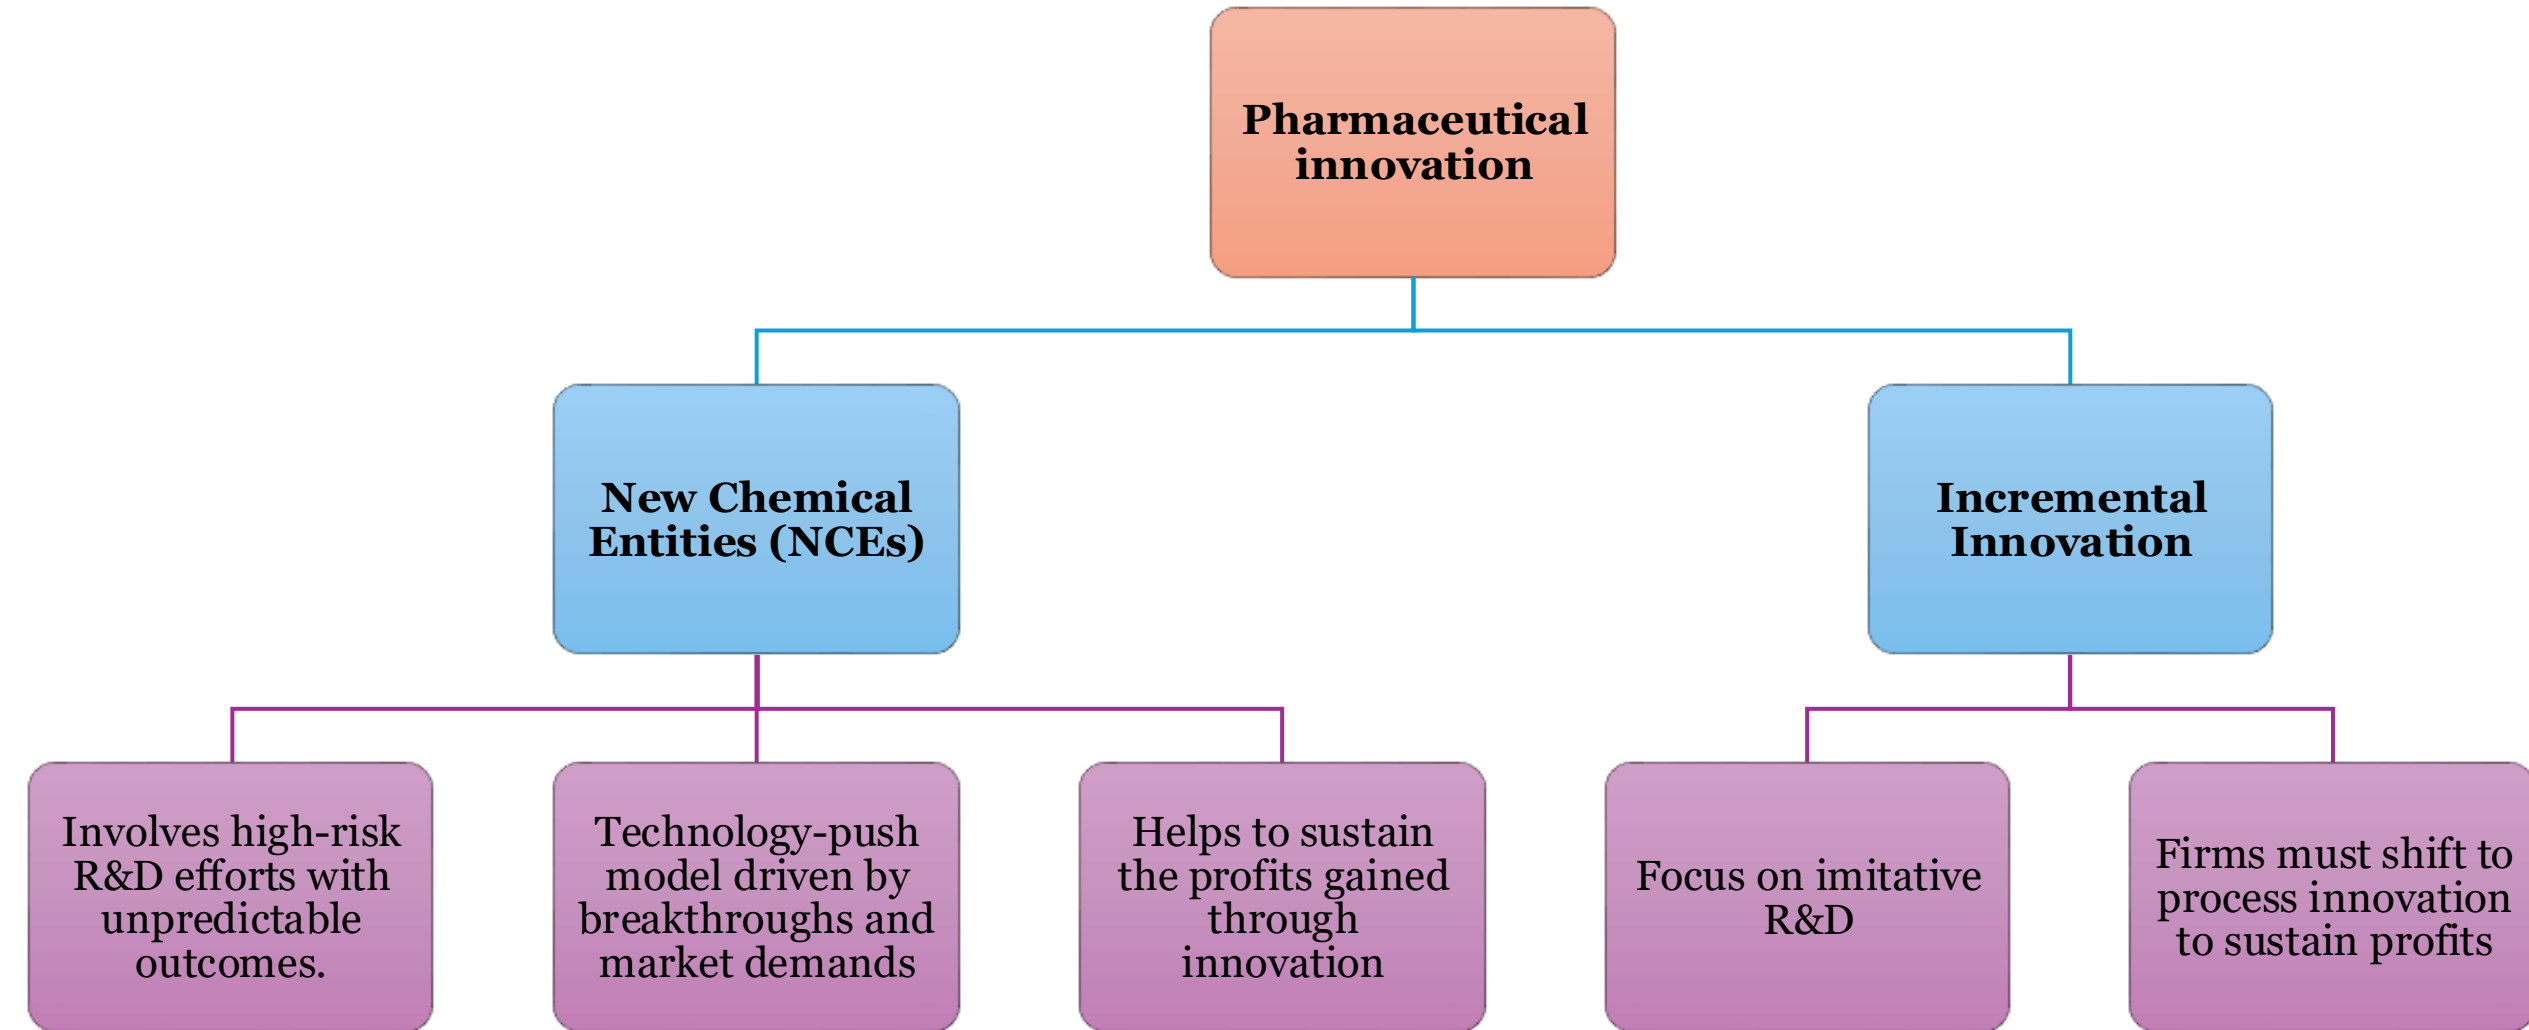 Pharmaceutical
innovation
New Chemical
Entities (NCEs)
Incremental
Innovation
Involves high-risk
R&D efforts with
unpredictable
outcomes.
Technology-push
model driven by
breakthroughs and
market demands
Helps to sustain
the profits gained
through
innovation
Focus on imitative
R&D
Firms must shift to
process innovation
to sustain profits